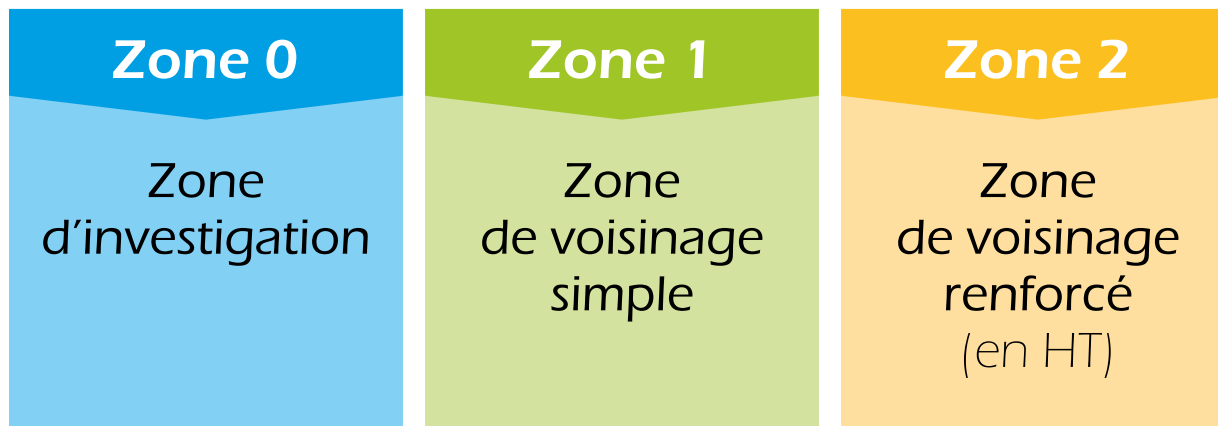 Zone 0
Zone
d’investigation
Zone 1
Zone
de voisinage
simple
Zone 2
Zone
de voisinage
renforcé
(en HT)